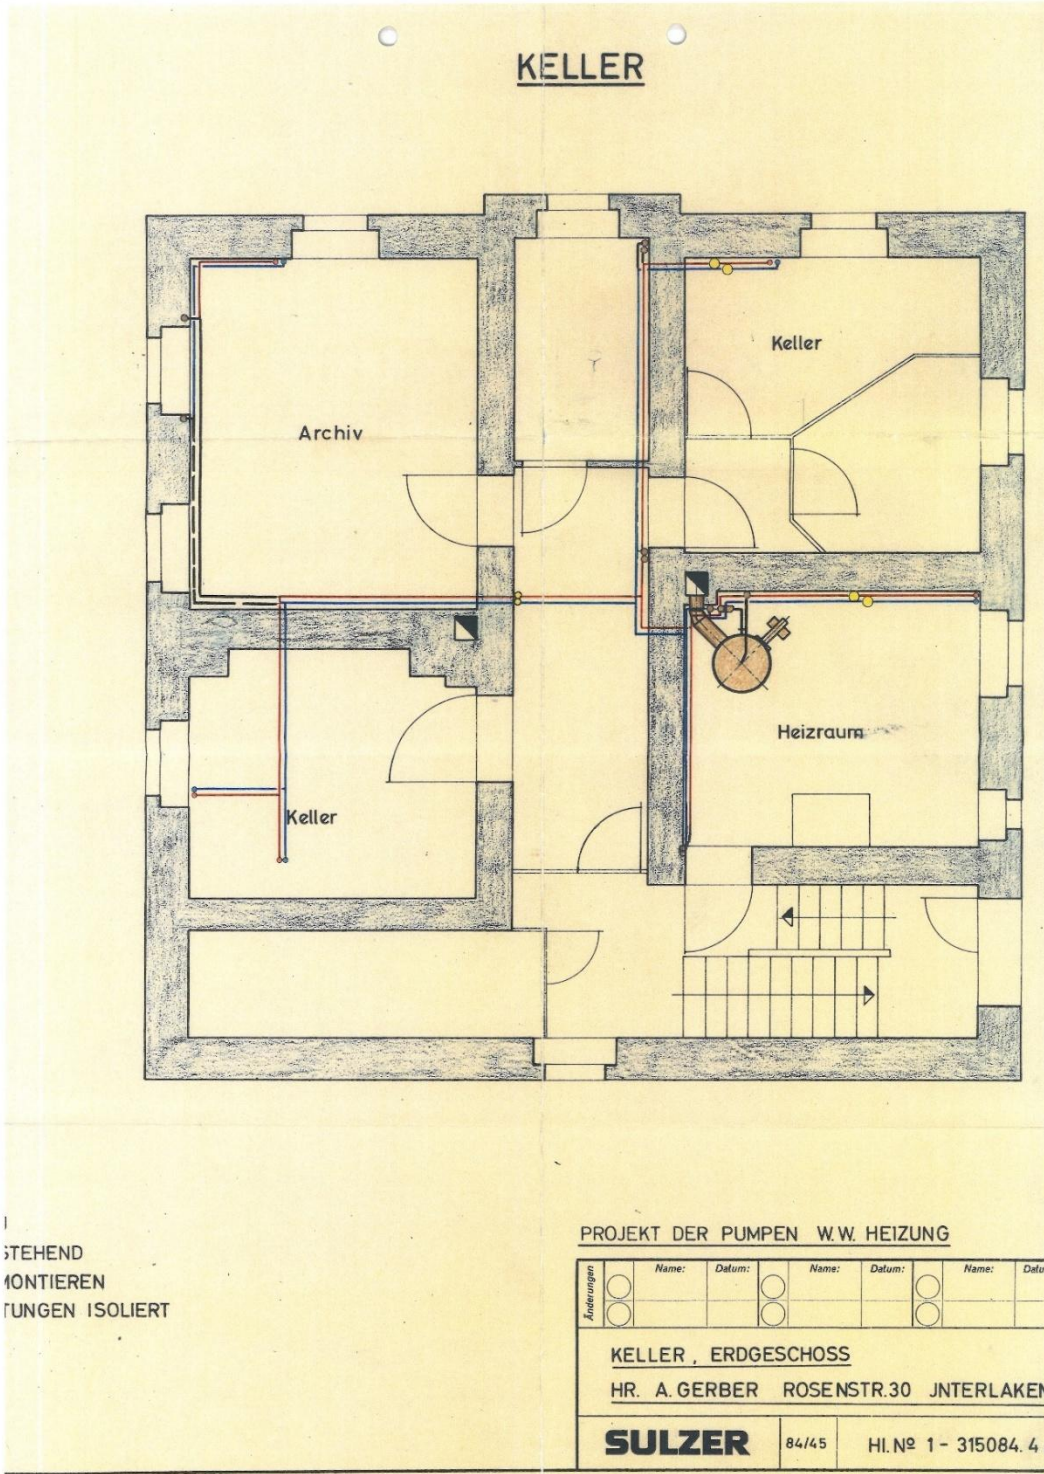 KELLER
Keller
Archiv
Heizraum
Keller
STEHEND
MONTIEREN
TUNGEN ISOLIERT
PROJEKT DER PUMPEN W.W. HEIZUNG
Änderungen
Name: Datum: Name: Datum: Name: Datu
KELLER, ERDGESCHOSS
HR. A. GERBER ROSENSTR.30 JNTERLAKEN
SULZER 84/45 HI.Nº 1 - 315084.4